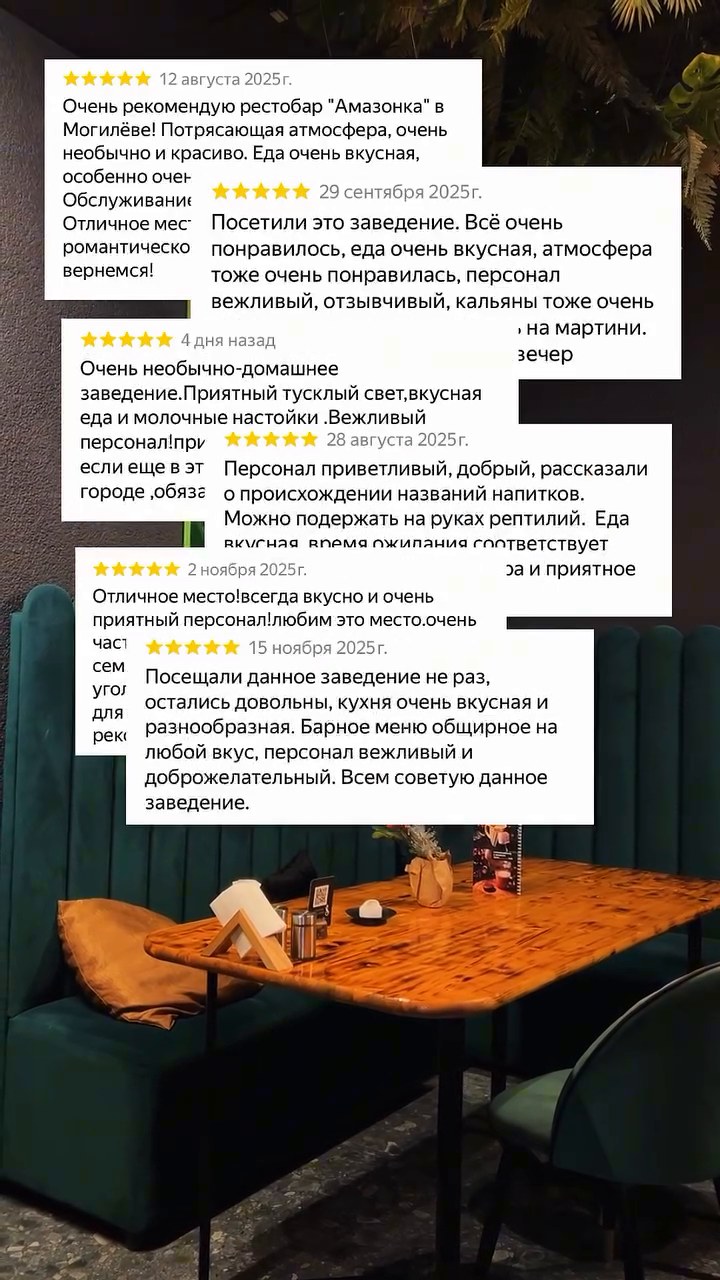 12 августа 2025г.
Очень рекомендую рестобар "Амазонка" в
Могилёве! Потрясающая атмосфера, очень
необычно и красиво. Еда очень вкусная,
особенно
Обслуживание
Отличное
вернемся!
29 сентября 2025г.
Посетили это заведение. Всё очень
понравилось, еда очень вкусная, атмосфера
тоже очень понравилась, персонал
вежливый, отзывчивый, кальяны тоже очень
на мартини.
вечер
4 дня назад
Очень необычно-домашнее
заведение.Приятный тусклый свет,вкусная
еда и молочные настойки .Вежливый
персонал!
если еще в
городе ,
28 августа 2025г.
Персонал приветливый, добрый, рассказали
о происхождении названий напитков.
Можно подержать на руках рептилий. Еда
вкусная, время ожидания соответствует
и приятное
2 ноября 2025г.
Отличное место!всегда вкусно и очень
приятный персонал!любим это место.очень
для
15 ноября 2025г.
Посещали данное заведение не раз,
остались довольны, кухня очень вкусная и
разнообразная. Барное меню общирное на
любой вкус, персонал вежливый и
доброжелательный. Всем советую данное
заведение.